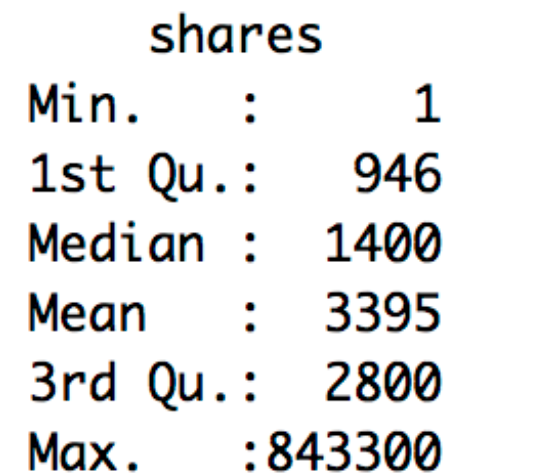 shares
Min.   :     1
1st Qu.:   946
Median :  1400
Mean   :  3395
3rd Qu.:  2800
Max.   :843300